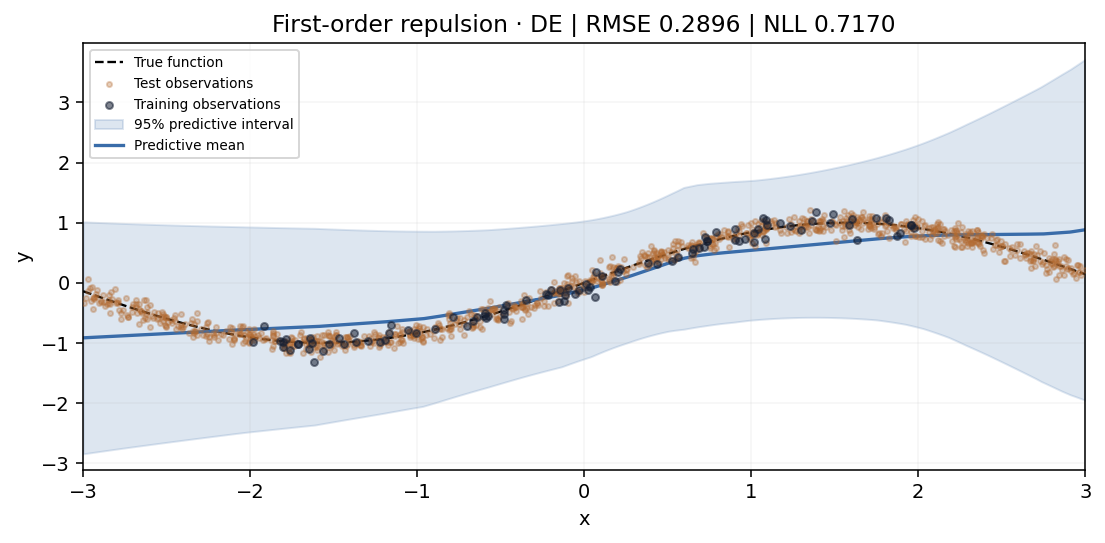 First-order repulsion · DE | RMSE 0.2896 | NLL 0.7170
True function
Test observations
Training observations
95% predictive interval
Predictive mean
y
3
2
1
0
−1
−2
−3
−3
−2
−1
0
1
2
3
x